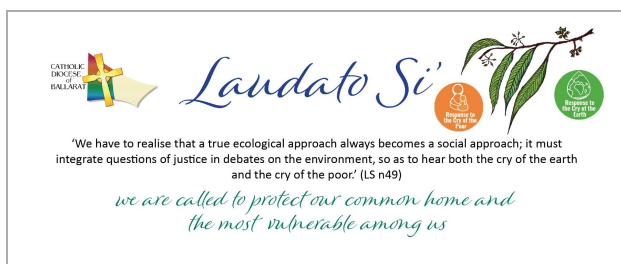 CATHOLIC
DIOCESE
of
BALLARAT
Laudato Si’
Response to
the Cry of the
Poor
Response to
the Cry of the
Earth
‘We have to realise that a true ecological approach always becomes a social approach; it must
integrate questions of justice in debates on the environment, so as to hear both the cry of the earth
and the cry of the poor.’ (LS n49)
we are called to protect our common home and
the most vulnerable among us